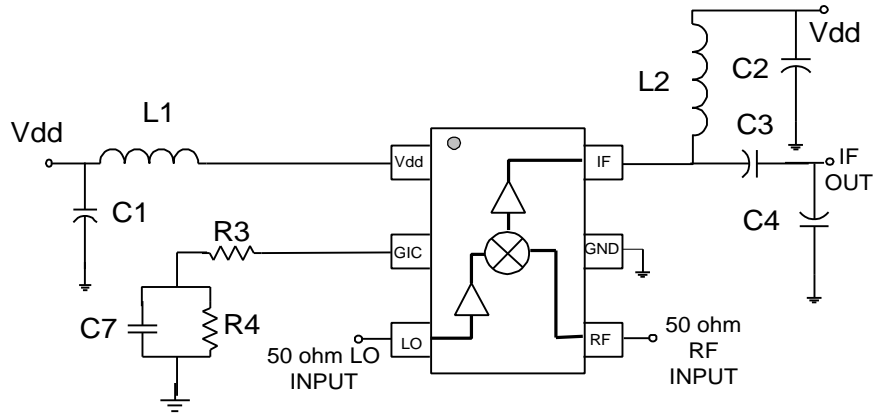 Vdd
L2
C2
L1
Vdd
C3
Vdd
IF
IF
OUT
C1
C4
R3
GIC
GND
C7
R4
LO
RF
50 ohm LO
INPUT
50 ohm
RF
INPUT